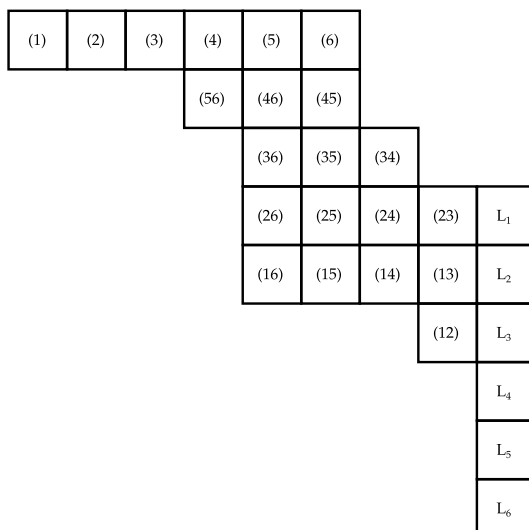 (1) (2) (3) (4) (5) (6)
(56) (46) (45)
(36) (35) (34)
(26) (25) (24) (23) L₁
(16) (15) (14) (13) L₂
(12) L₃
L₄
L₅
L₆